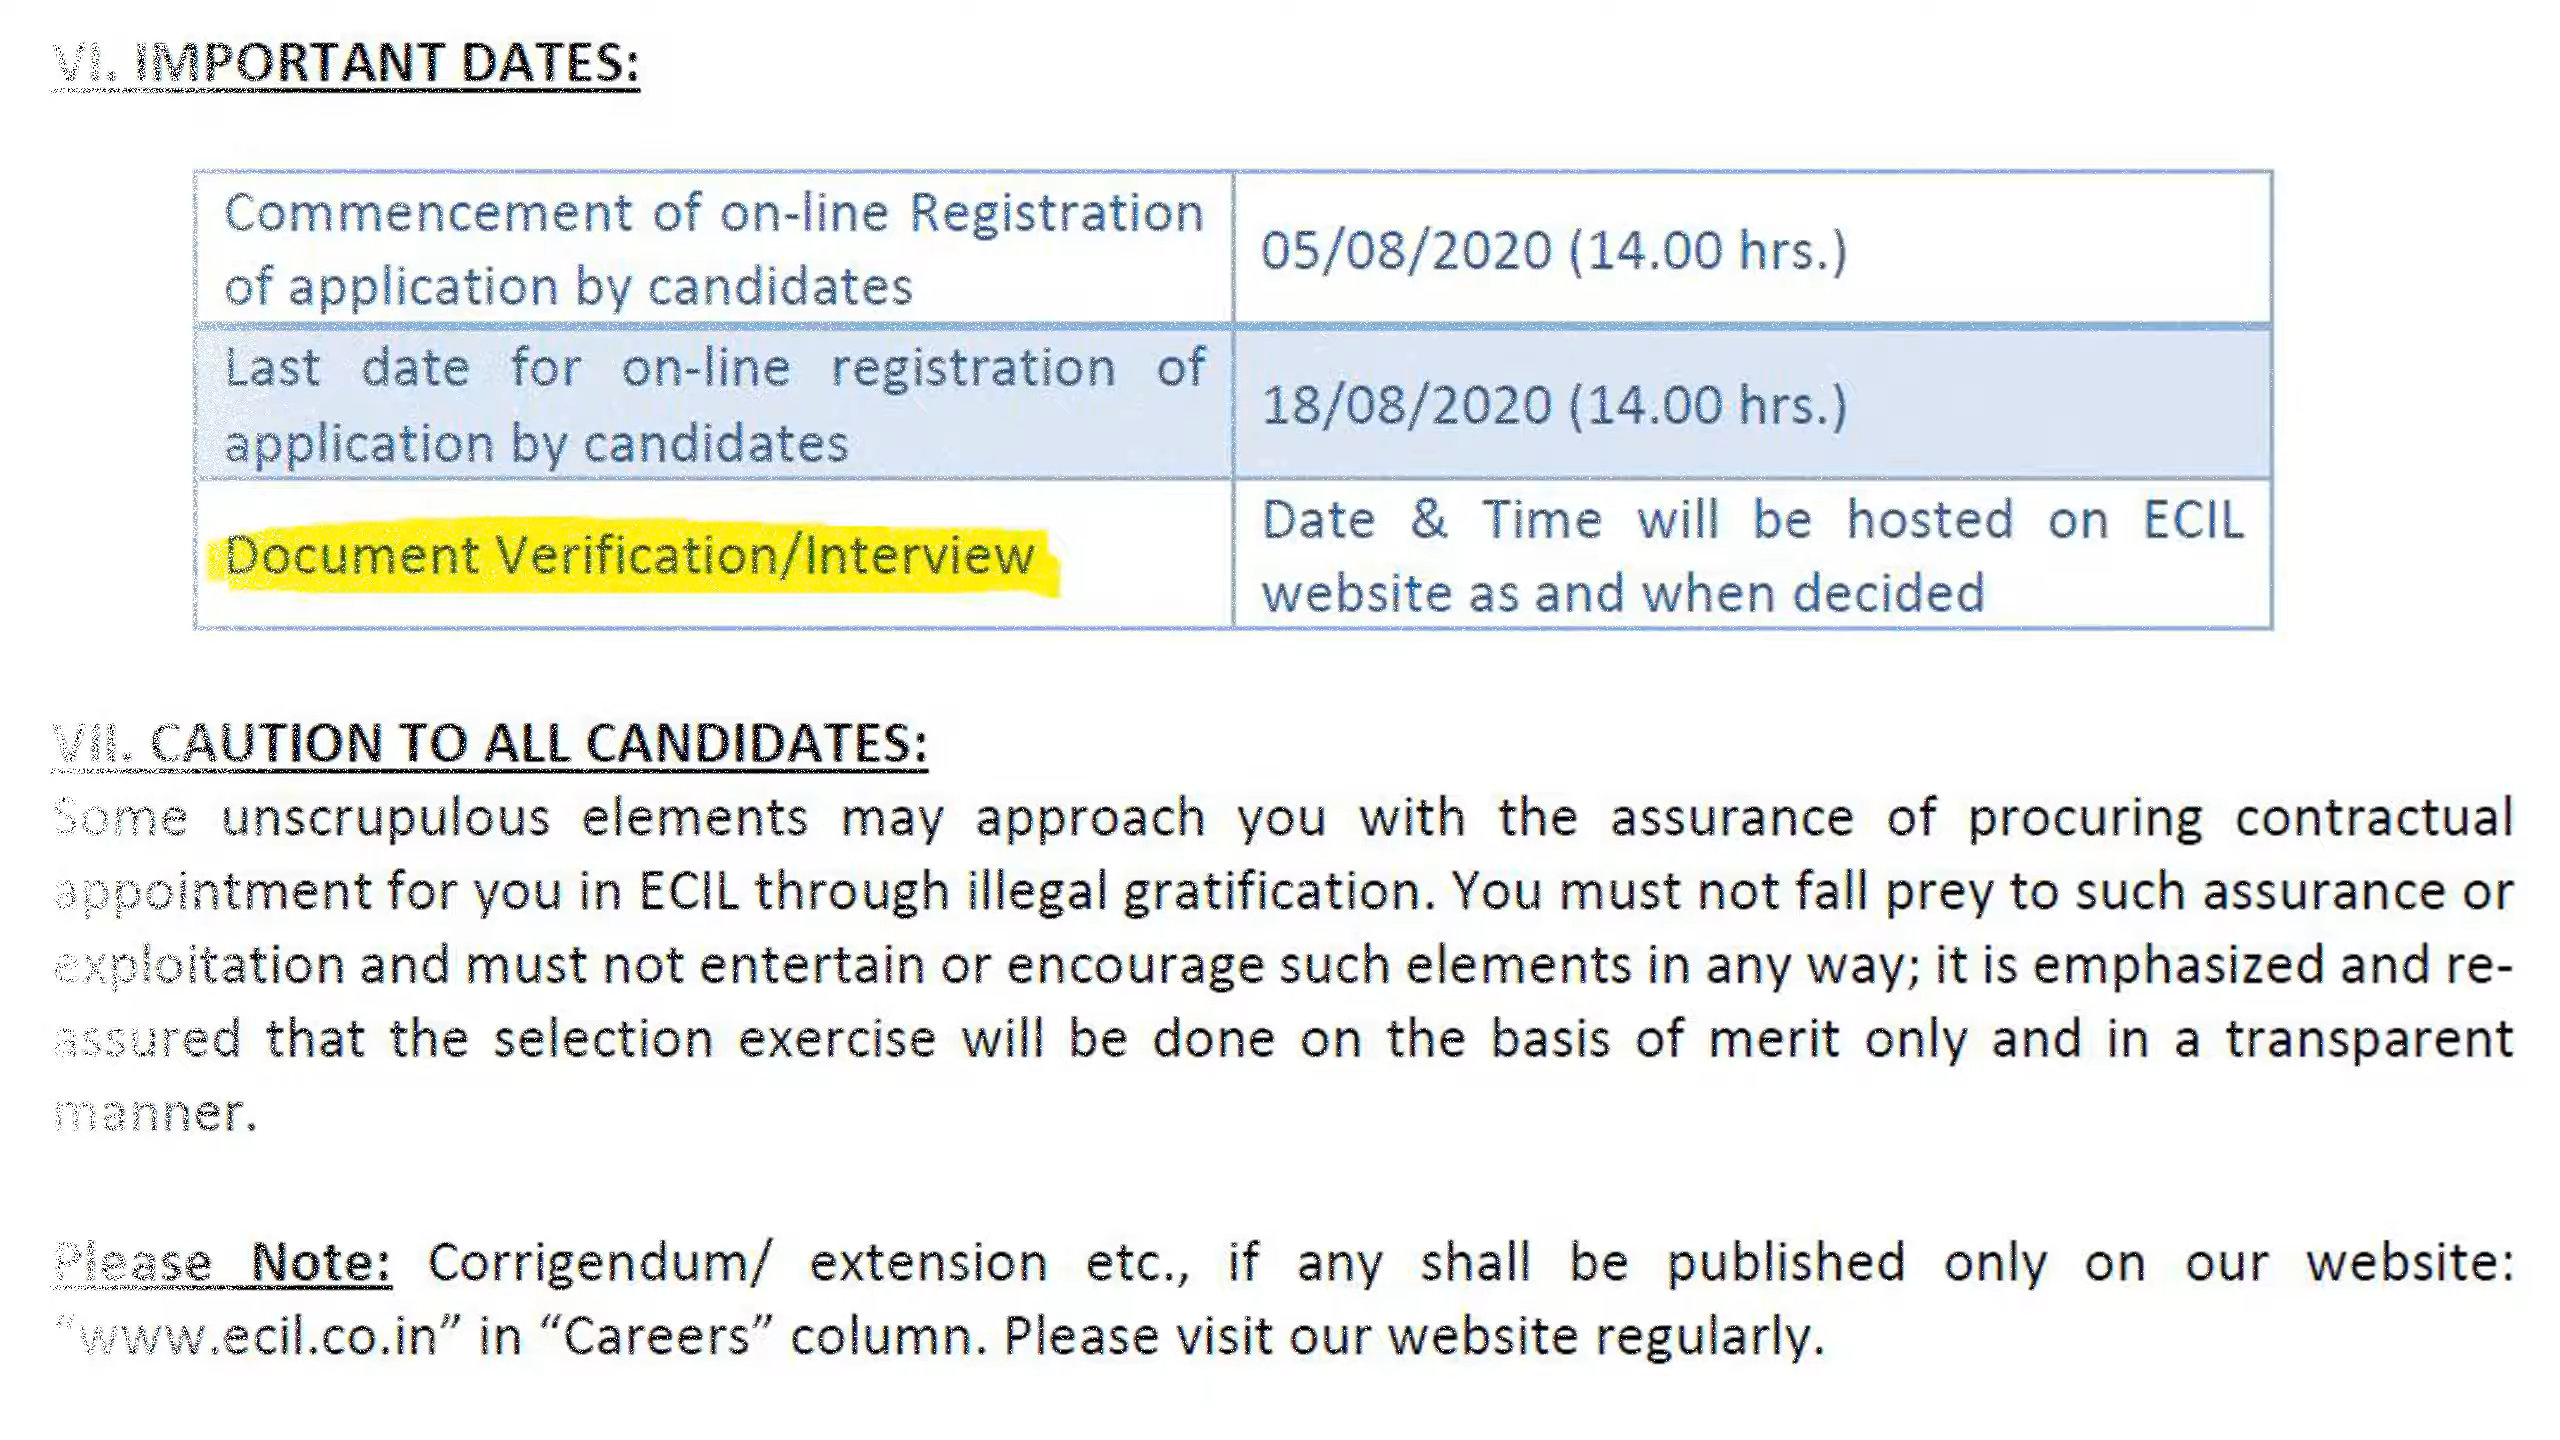 VI. IMPORTANT DATES:
Commencement of on-line Registration
of application by candidates
05/08/2020 (14.00 hrs.)
Last date for on-line registration of
application by candidates
18/08/2020 (14.00 hrs.)
Document Verification/Interview
Date & Time will be hosted on ECIL
website as and when decided
VII. CAUTION TO ALL CANDIDATES:
Some unscrupulous elements may approach you with the assurance of procuring contractual
appointment for you in ECIL through illegal gratification. You must not fall prey to such assurance or
exploitation and must not entertain or encourage such elements in any way; it is emphasized and re-
assured that the selection exercise will be done on the basis of merit only and in a transparent
manner.
Please Note: Corrigendum/ extension etc., if any shall be published only on our website:
“www.ecil.co.in” in “Careers” column. Please visit our website regularly.